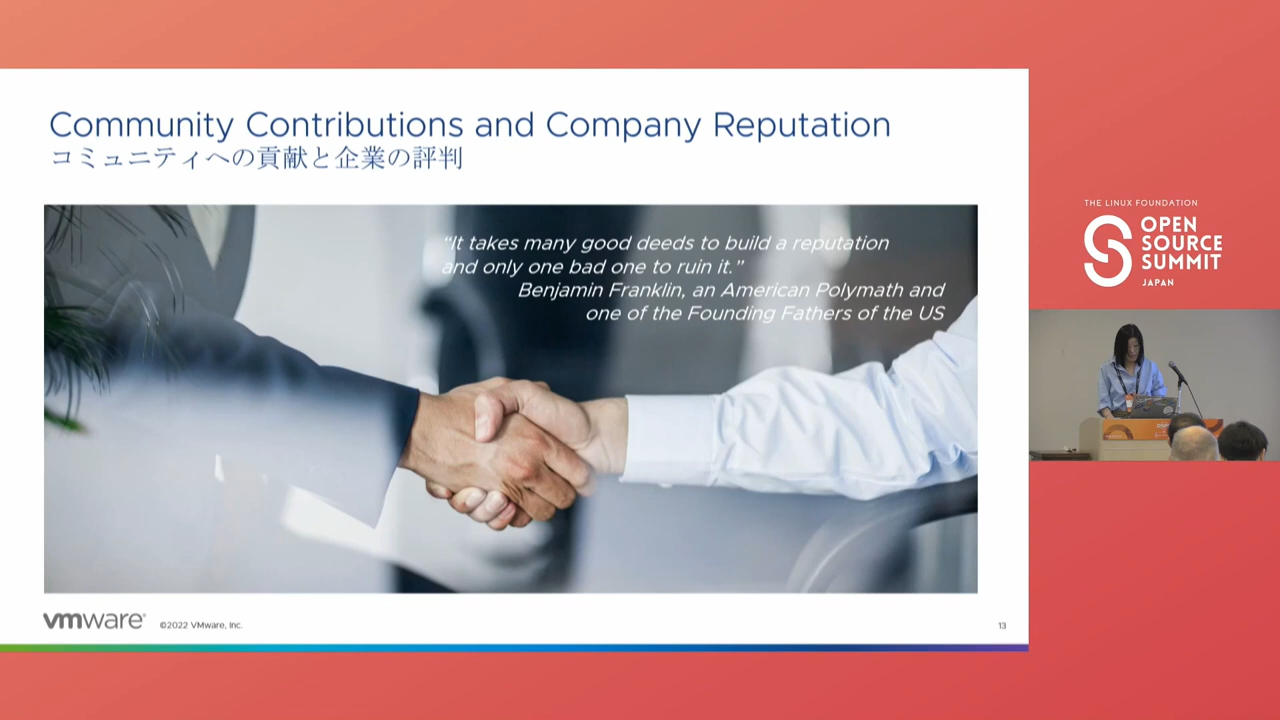 Community Contributions and Company Reputation
コミュニティへの貢献と企業の評判
“It takes many good deeds to build a reputation
and only one bad one to ruin it.”
Benjamin Franklin, an American Polymath and
one of the Founding Fathers of the US
vmware®
©2022 VMware, Inc.
13
THE LINUX FOUNDATION
OPEN
SOURCE
SUMMIT
JAPAN